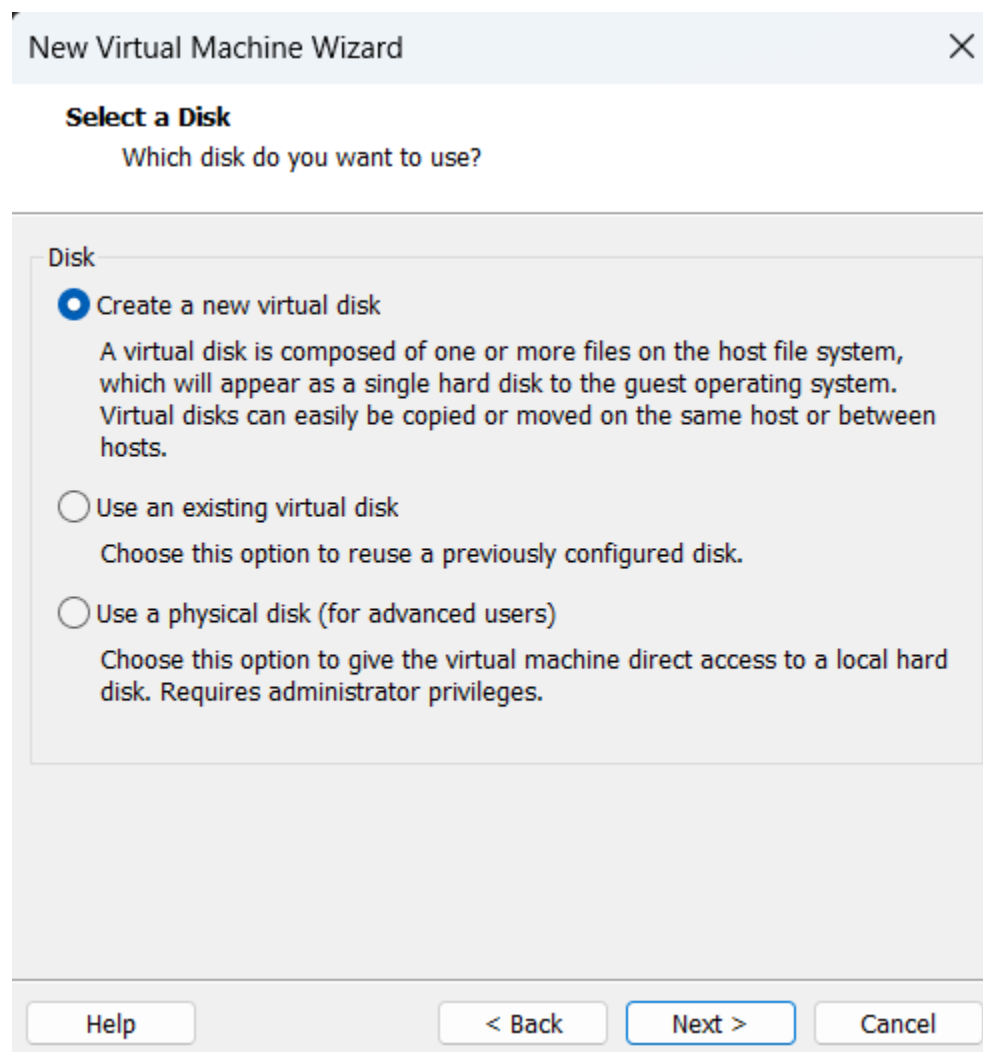 New Virtual Machine Wizard
Select a Disk
Which disk do you want to use?
Disk
Create a new virtual disk
A virtual disk is composed of one or more files on the host file system,
which will appear as a single hard disk to the guest operating system.
Virtual disks can easily be copied or moved on the same host or between
hosts.
Use an existing virtual disk
Choose this option to reuse a previously configured disk.
Use a physical disk (for advanced users)
Choose this option to give the virtual machine direct access to a local hard
disk. Requires administrator privileges.
Help
< Back
Next >
Cancel